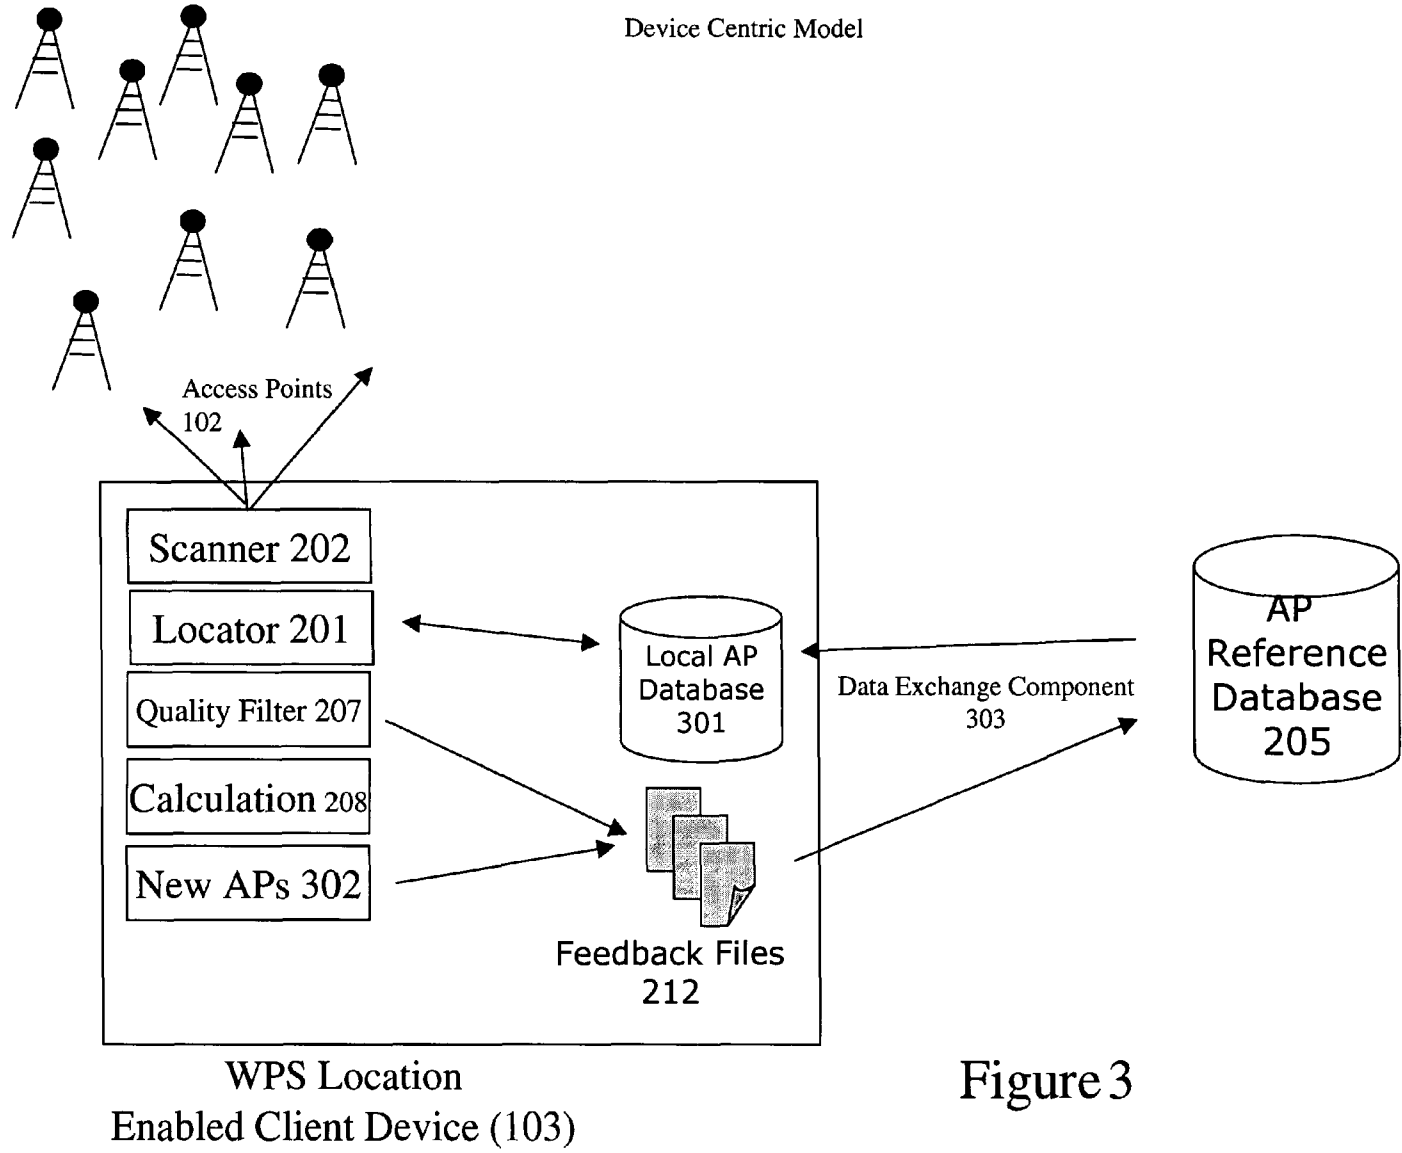 Device Centric Model
Access Points
102
Scanner 202
Locator 201
Quality Filter 207
Calculation 208
New APs 302
Local AP
Database
301
Feedback Files
212
Data Exchange Component
303
AP
Reference
Database
205
WPS Location
Enabled Client Device (103)
Figure 3